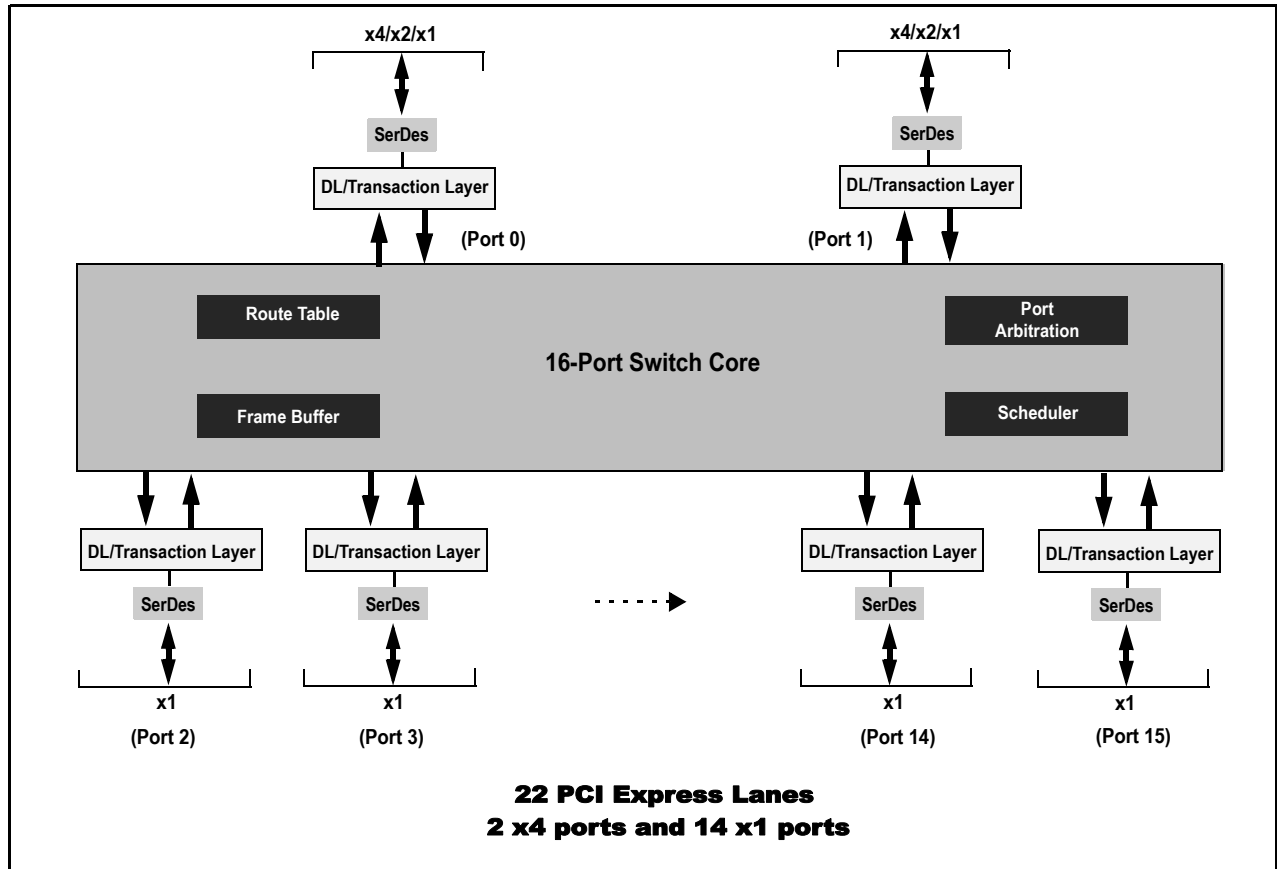 x4/x2/x1
x4/x2/x1
SerDes
SerDes
DL/Transaction Layer
DL/Transaction Layer
(Port 0)
(Port 1)
Route Table
Port
Arbitration
16-Port Switch Core
Frame Buffer
Scheduler
DL/Transaction Layer
DL/Transaction Layer
DL/Transaction Layer
DL/Transaction Layer
SerDes
SerDes
SerDes
SerDes
x1
x1
x1
x1
(Port 2)
(Port 3)
(Port 14)
(Port 15)
22 PCI Express Lanes
2 x4 ports and 14 x1 ports